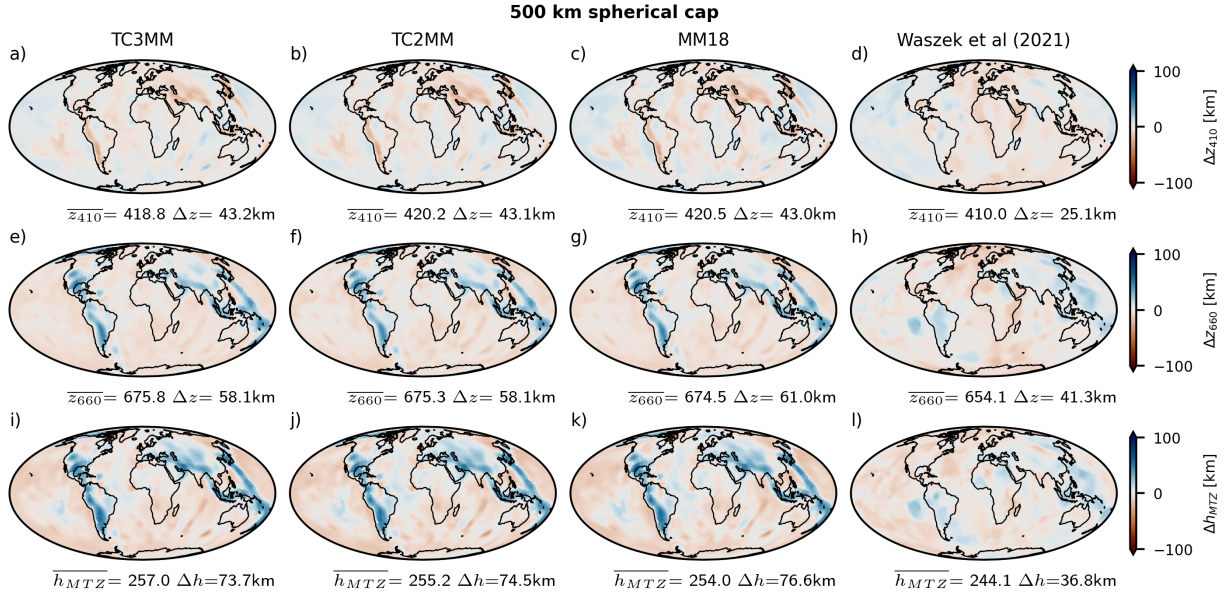 500 km spherical cap
TC3MM
TC2MM
MM18
Waszek et al (2021)
a)
b)
c)
d)
100
0
−100
Δz410 [km]
z410= 418.8 Δz= 43.2km
z410= 420.2 Δz= 43.1km
z410= 420.5 Δz= 43.0km
z410= 410.0 Δz= 25.1km
e)
f)
g)
h)
100
0
−100
Δz660 [km]
z660= 675.8 Δz= 58.1km
z660= 675.3 Δz= 58.1km
z660= 674.5 Δz= 61.0km
z660= 654.1 Δz= 41.3km
i)
j)
k)
l)
100
0
−100
ΔhMTZ [km]
hMTZ= 257.0 Δh=73.7km
hMTZ= 255.2 Δh=74.5km
hMTZ= 254.0 Δh=76.6km
hMTZ= 244.1 Δh=36.8km